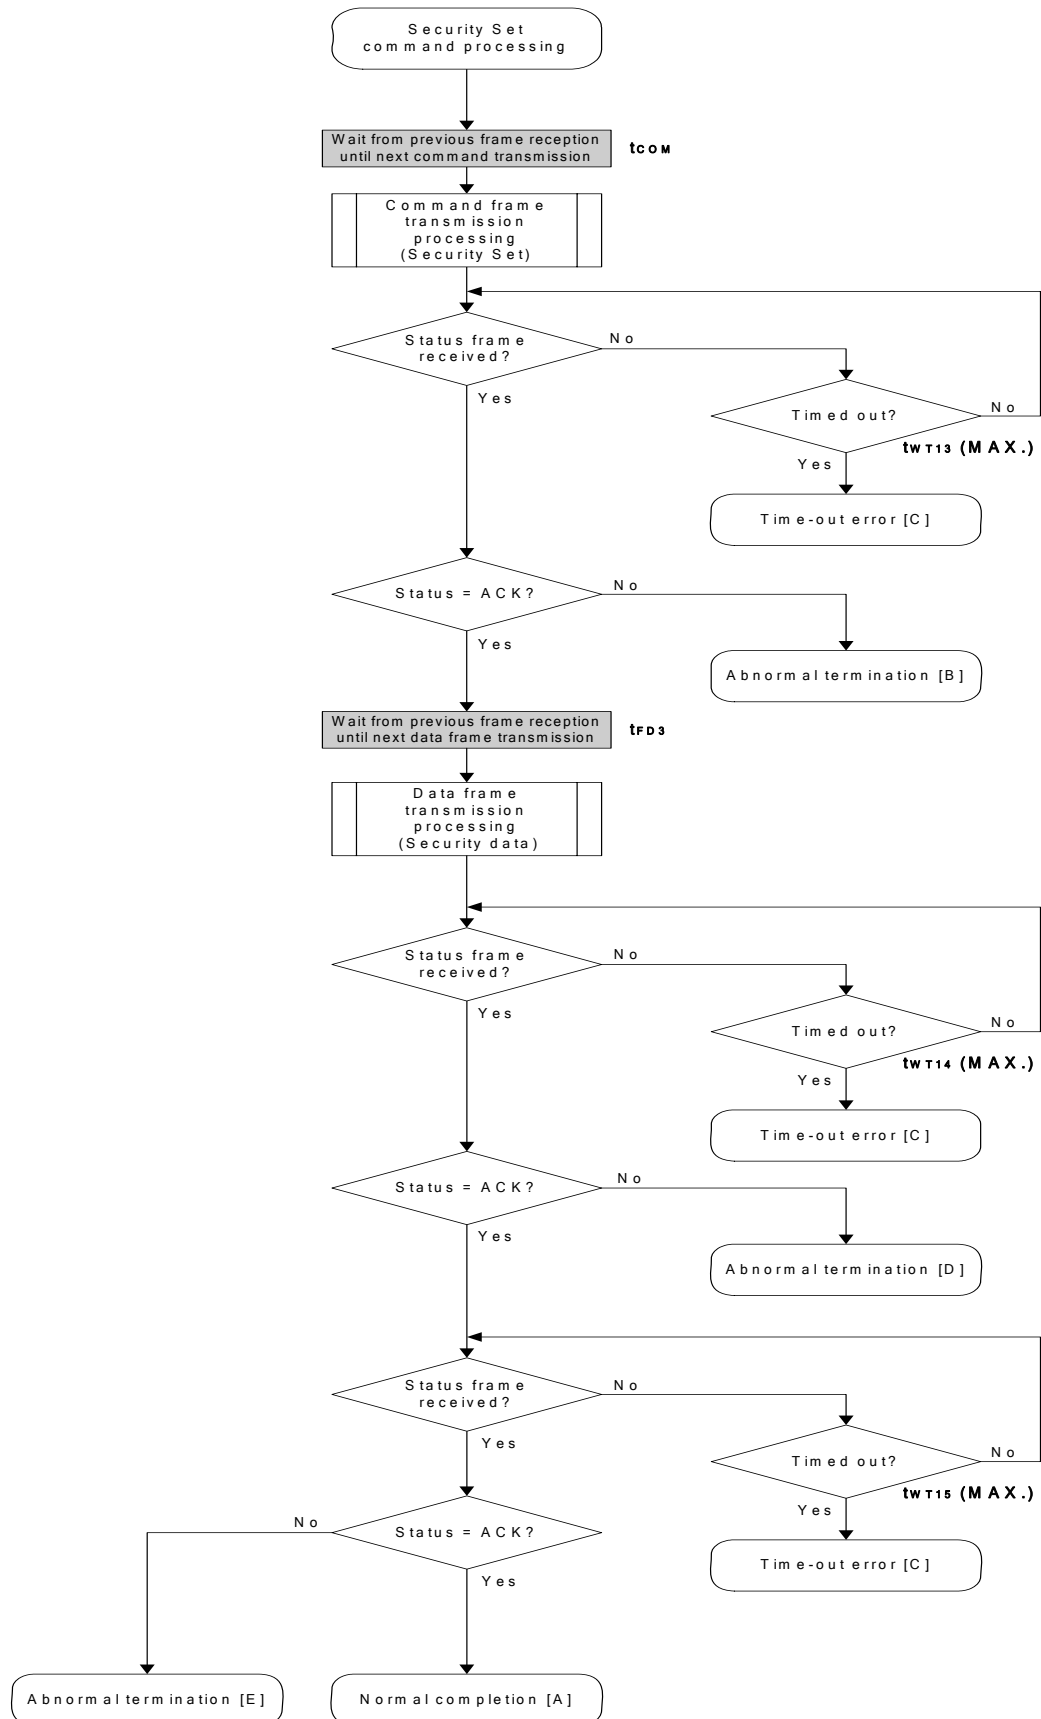 Security Set
command processing
Wait from previous frame reception
until next command transmission
tCOM
Command frame
transmission
processing
(Security Set)
Status frame
received?
No
Yes
Timed out?
No
tWT13 (MAX.)
Yes
Time-out error [C]
Status = ACK?
No
Yes
Abnormal termination [B]
Wait from previous frame reception
until next data frame transmission
tFD3
Data frame
transmission
processing
(Security data)
Status frame
received?
No
Yes
Timed out?
No
tWT14 (MAX.)
Yes
Time-out error [C]
Status = ACK?
No
Yes
Abnormal termination [D]
Status frame
received?
No
Yes
Timed out?
No
tWT15 (MAX.)
Yes
Time-out error [C]
No
Status = ACK?
Yes
Abnormal termination [E]
Normal completion [A]